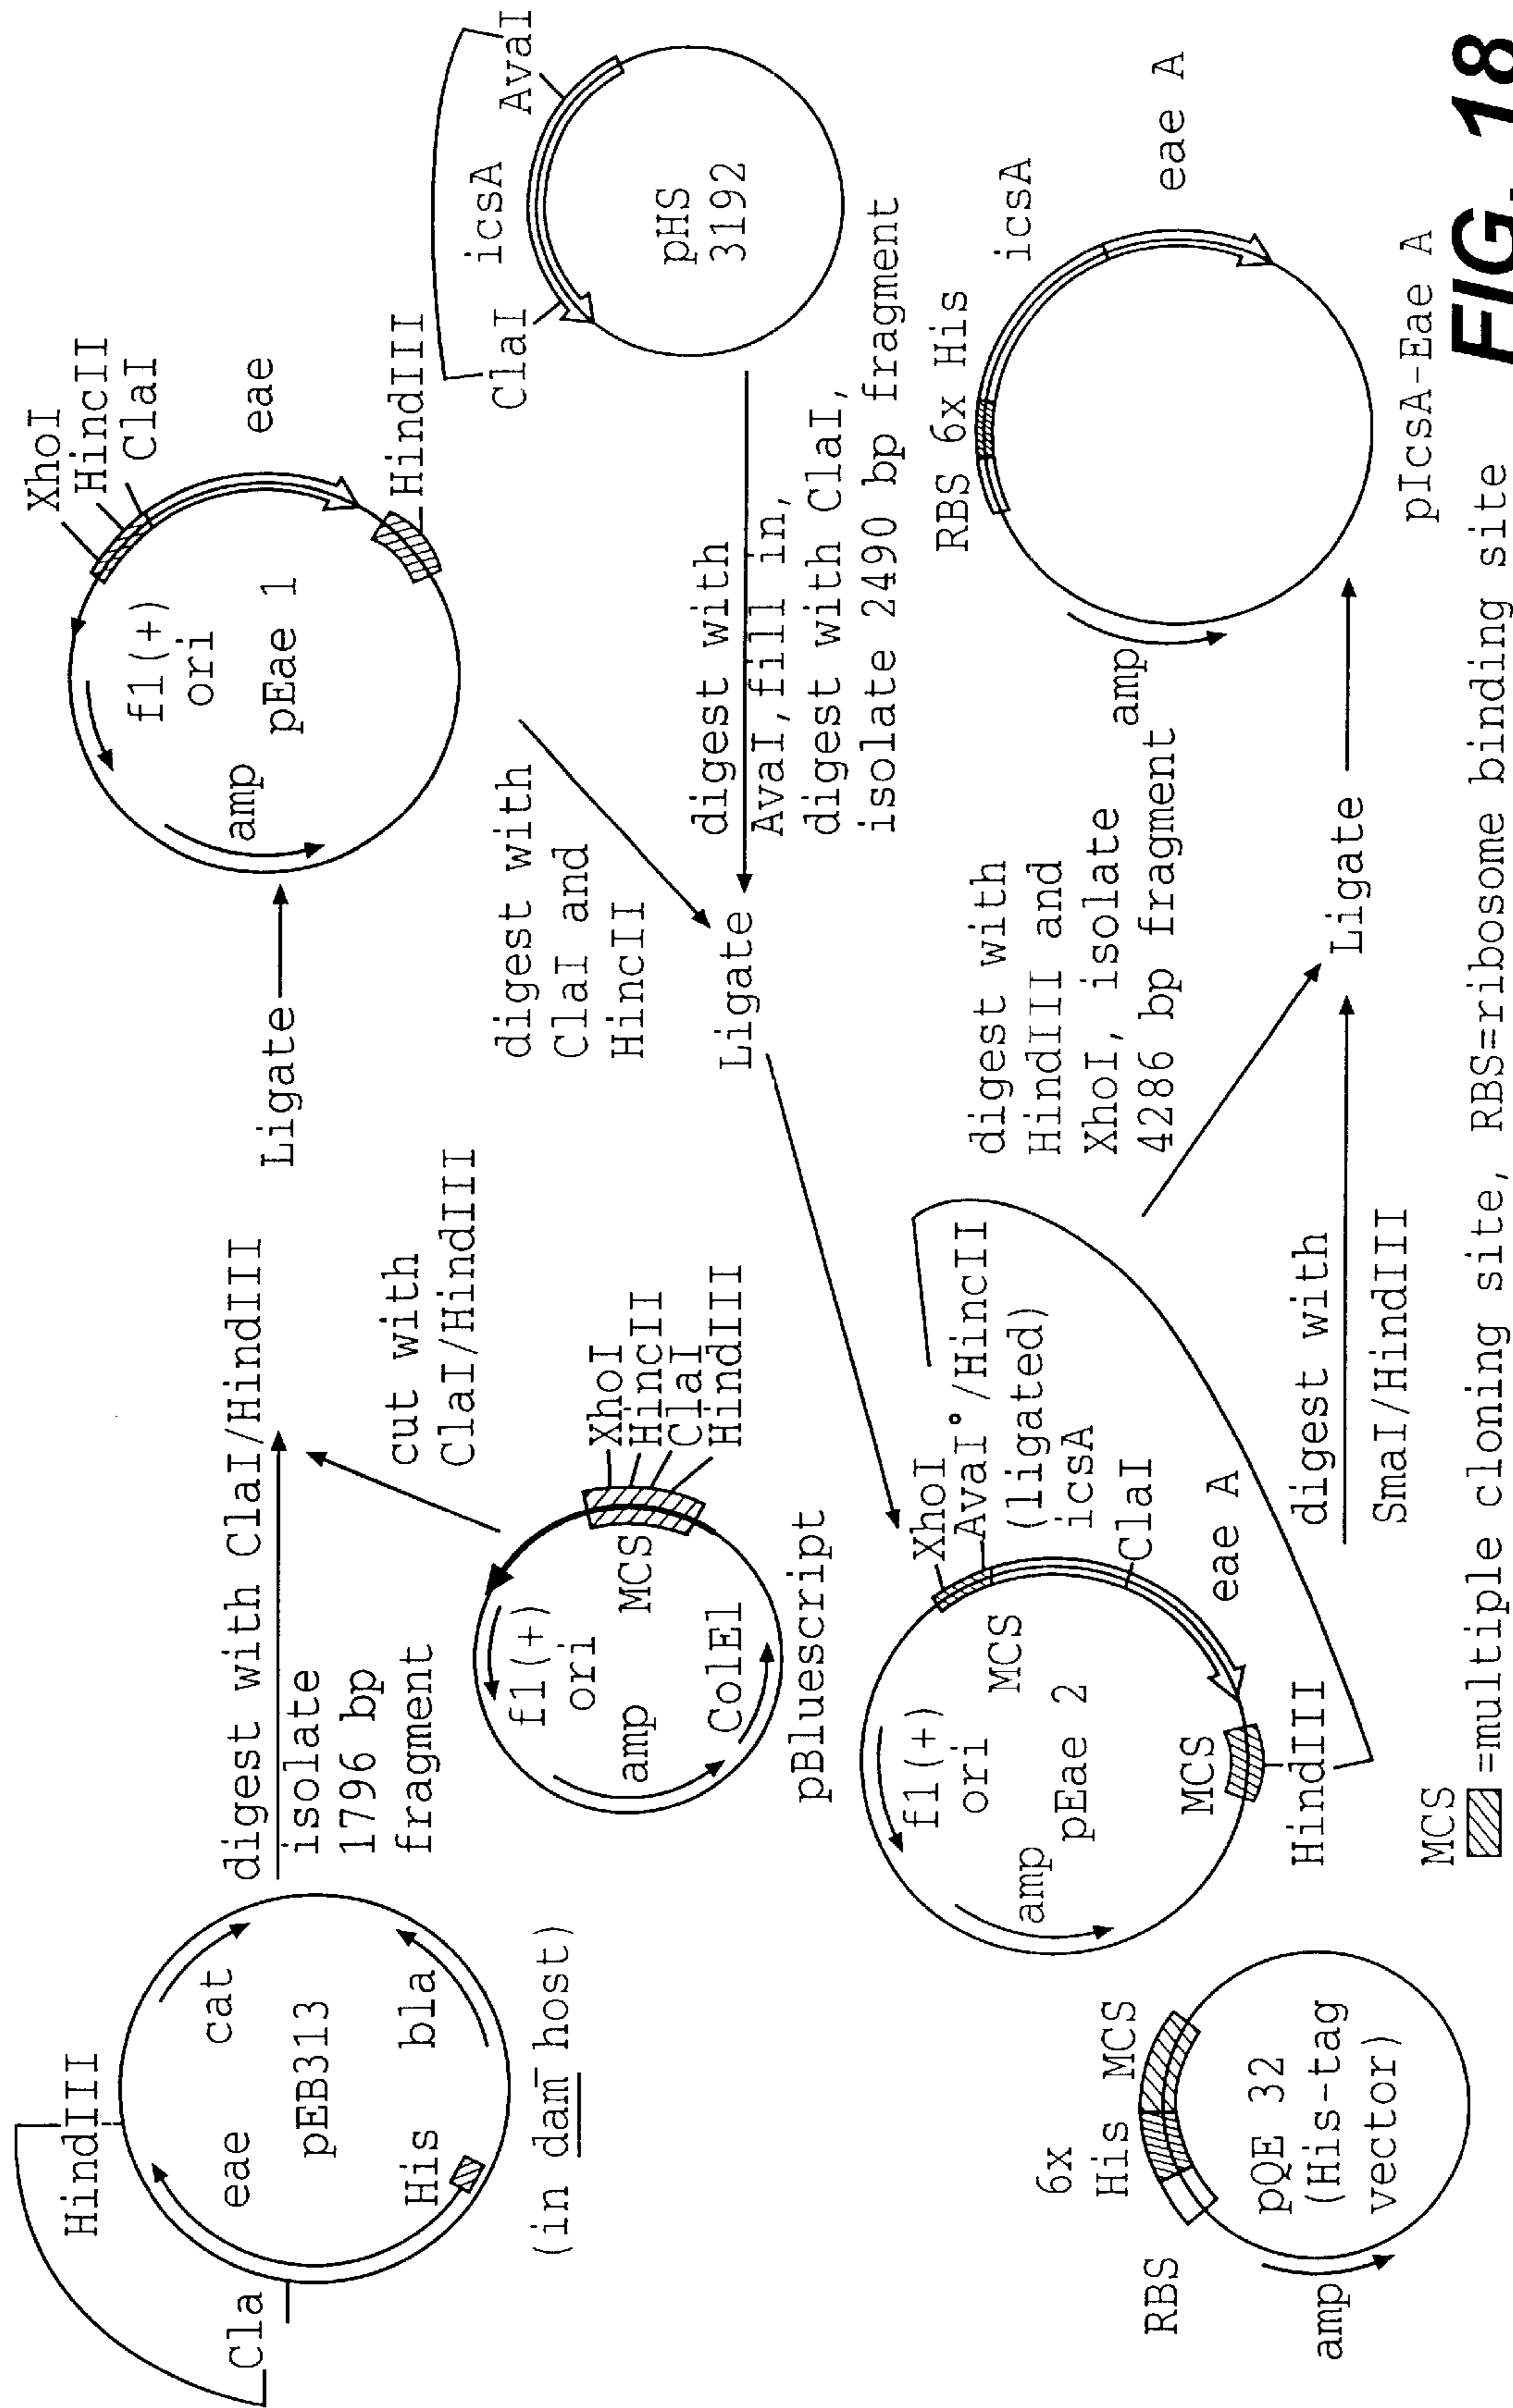 HindIII
Cla
eae
cat
pEB313
His
bla
(in dam¯ host)
digest with ClaI/HindIII
isolate
1796 bp
fragment
cut with
ClaI/HindIII
f1(+)
ori
MCS
amp
ColE1
XhoI
HincII
ClaI
HindIII
pBluescript
Ligate
XhoI
HincII
ClaI
eae
HindIII
f1(+)
ori
pEae 1
amp
digest with
ClaI and
HincII
Ligate
ClaI
icsA
AvaI
pHS
3192
digest with
AvaI, fill in,
digest with ClaI,
isolate 2490 bp fragment
6x
His MCS
RBS
pQE 32
(His-tag
vector)
amp
f1(+)
ori
MCS
pEae 2
amp
MCS
HindIII
XhoI
AvaI°/HincII
(ligated)
icsA
ClaI
eae A
digest with
HindIII and
XhoI, isolate
4286 bp fragment
digest with
SmaI/HindIII
Ligate
RBS 6x His
icsA
eae A
amp
pIcsA-Eae A
MCS
=multiple cloning site, RBS=ribosome binding site
FIG. 18